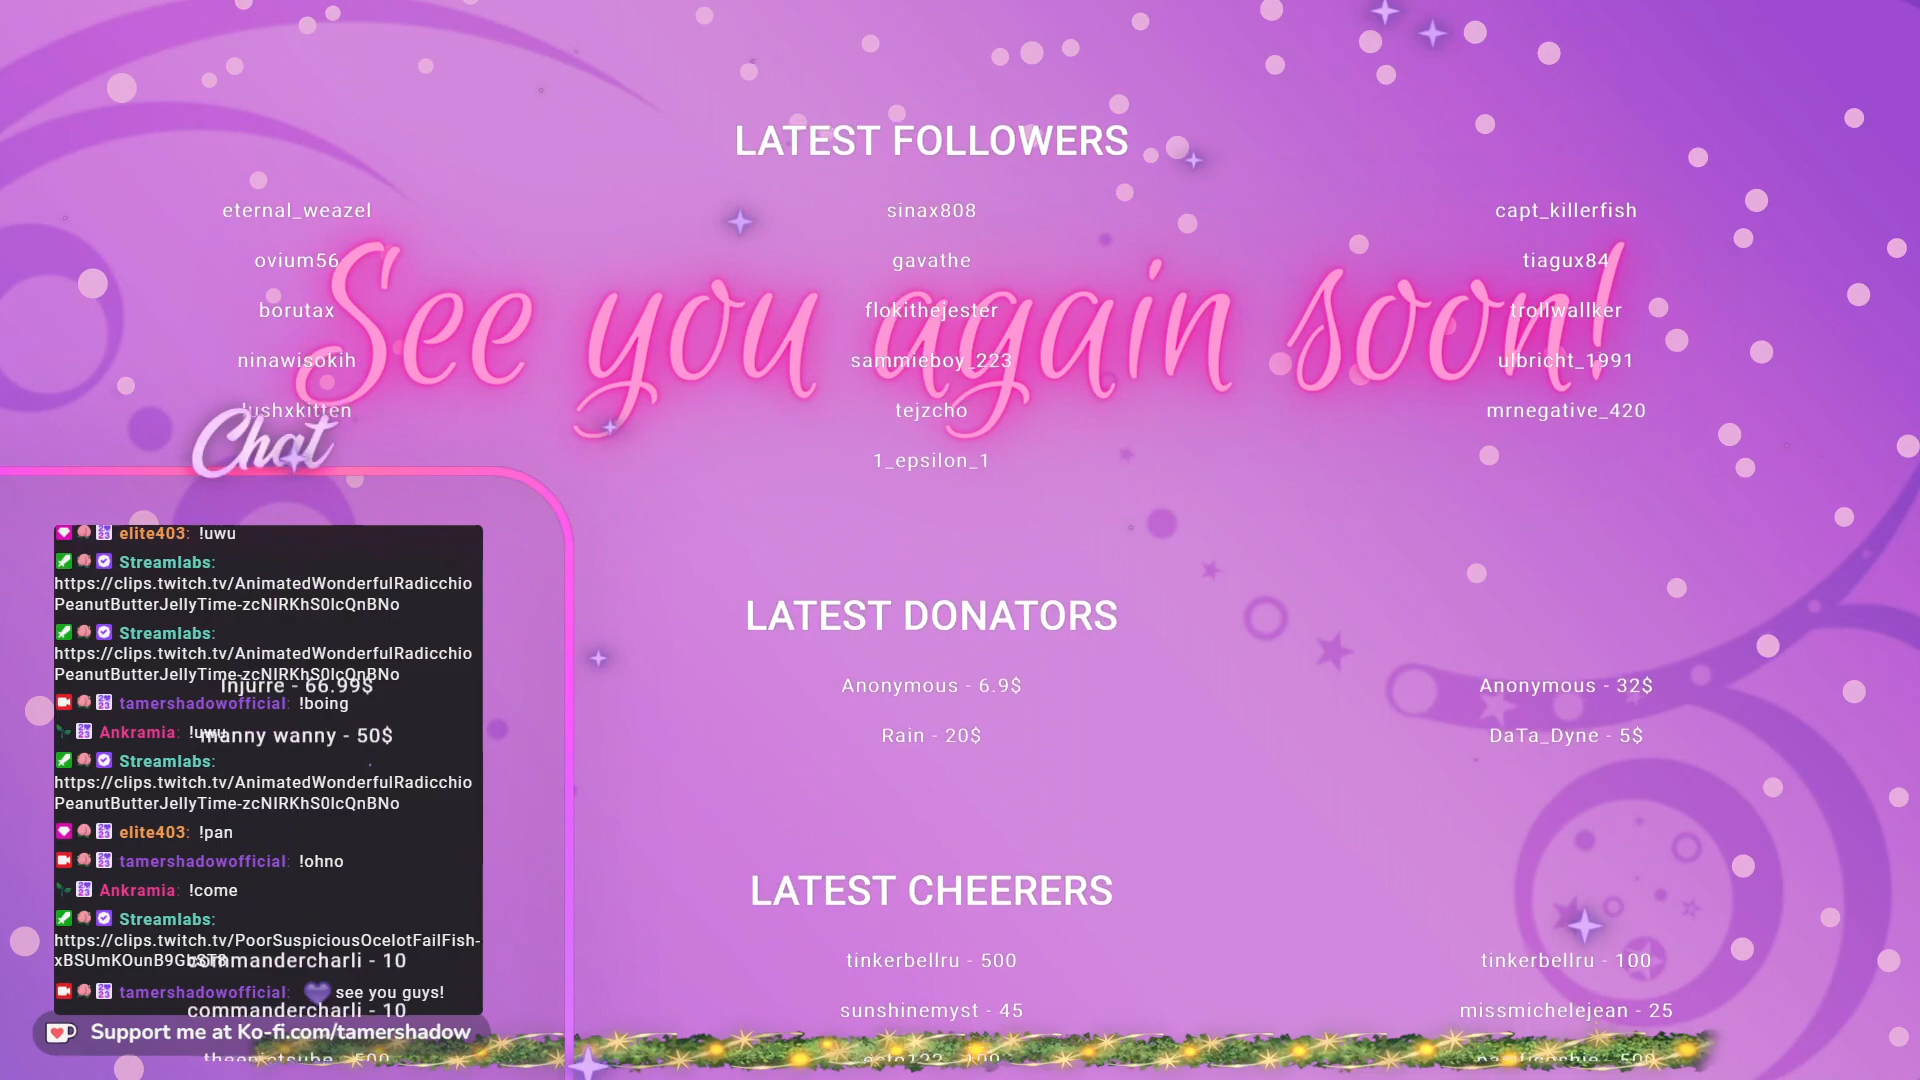 LATEST FOLLOWERS
eternal_weazel sinax808 capt_killerfish
ovium56 gavathe tiagux84
See you again soon!
borutax flokithejester trollwallker
ninawisokih sammieboy_223 ulbricht_1991
lushxkitten tejzcho mrnegative_420
1_epsilon_1
Chat
elite403: !uwu
Streamlabs:
https://clips.twitch.tv/AnimatedWonderfulRadicchio
PeanutButterJellyTime-zcNIRKhS0IcQnBNo
Streamlabs:
https://clips.twitch.tv/AnimatedWonderfulRadicchio
PeanutButterJellyTime-zcNIRKhS0IcQnBNo
tamershadowofficial: !boing
Ankramia: !uwu
Streamlabs:
https://clips.twitch.tv/AnimatedWonderfulRadicchio
PeanutButterJellyTime-zcNIRKhS0IcQnBNo
elite403: !pan
tamershadowofficial: !ohno
Ankramia: !come
Streamlabs:
https://clips.twitch.tv/PoorSuspiciousOcelotFailFish-
tamershadowofficial: see you guys!
Support me at Ko-fi.com/tamershadow
LATEST DONATORS
Injurre - 66.99$ Anonymous - 6.9$ Anonymous - 32$
manny wanny - 50$ Rain - 20$ DaTa_Dyne - 5$
LATEST CHEERERS
commandercharli - 10 tinkerbellru - 500 tinkerbellru - 100
commandercharli - 10 sunshinemyst - 45 missmichelejean - 25